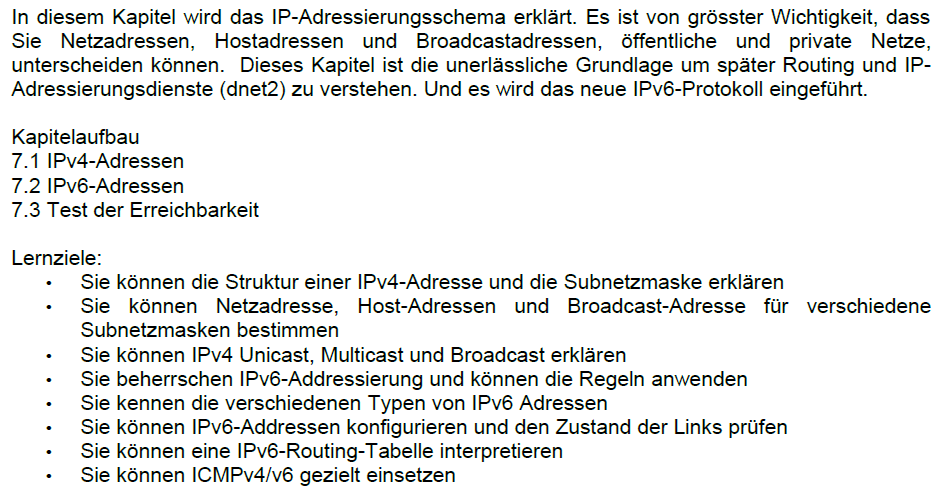 In diesem Kapitel wird das IP-Adressierungsschema erklärt. Es ist von grösster Wichtigkeit, dass
Sie Netzadressen, Hostadressen und Broadcastadressen, öffentliche und private Netze,
unterscheiden können. Dieses Kapitel ist die unerlässliche Grundlage um später Routing und IP-
Adressierungsdienste (dnet2) zu verstehen. Und es wird das neue IPv6-Protokoll eingeführt.
Kapitelaufbau
7.1 IPv4-Adressen
7.2 IPv6-Adressen
7.3 Test der Erreichbarkeit
Lernziele:
• Sie können die Struktur einer IPv4-Adresse und die Subnetzmaske erklären
• Sie können Netzadresse, Host-Adressen und Broadcast-Adresse für verschiedene
Subnetzmasken bestimmen
• Sie können IPv4 Unicast, Multicast und Broadcast erklären
• Sie beherrschen IPv6-Addressierung und können die Regeln anwenden
• Sie kennen die verschiedenen Typen von IPv6 Adressen
• Sie können IPv6-Addressen konfigurieren und den Zustand der Links prüfen
• Sie können eine IPv6-Routing-Tabelle interpretieren
• Sie können ICMPv4/v6 gezielt einsetzen